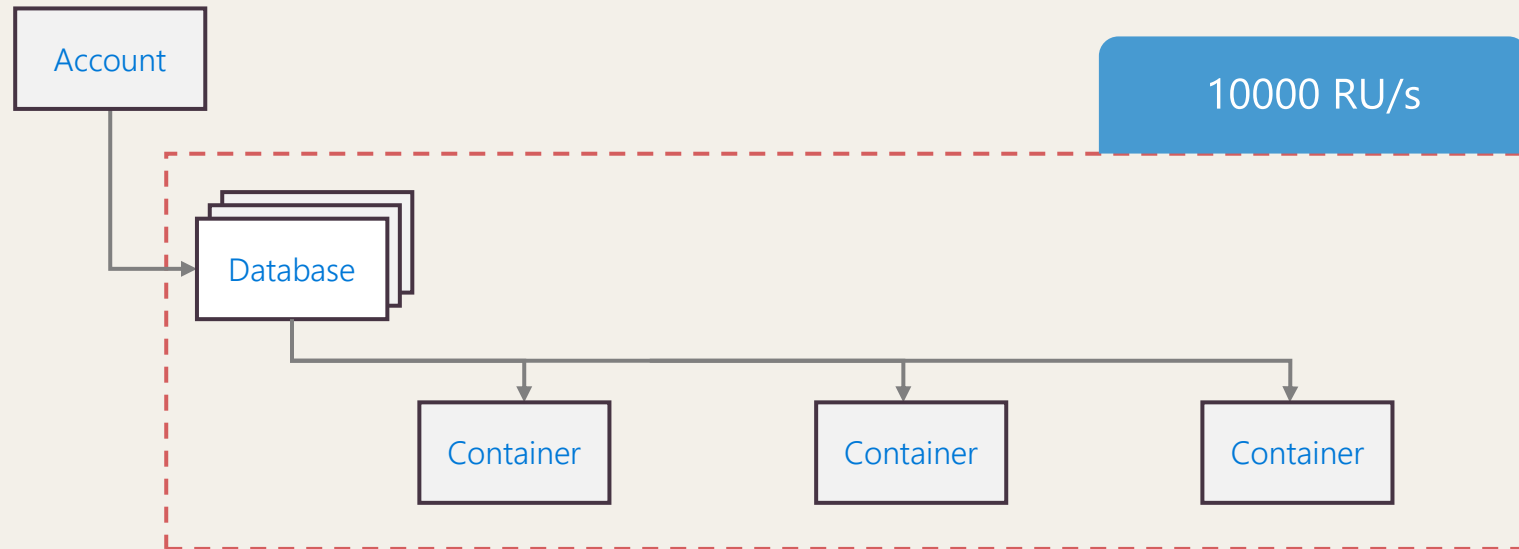 Account
10000 RU/s
Database
Container
Container
Container